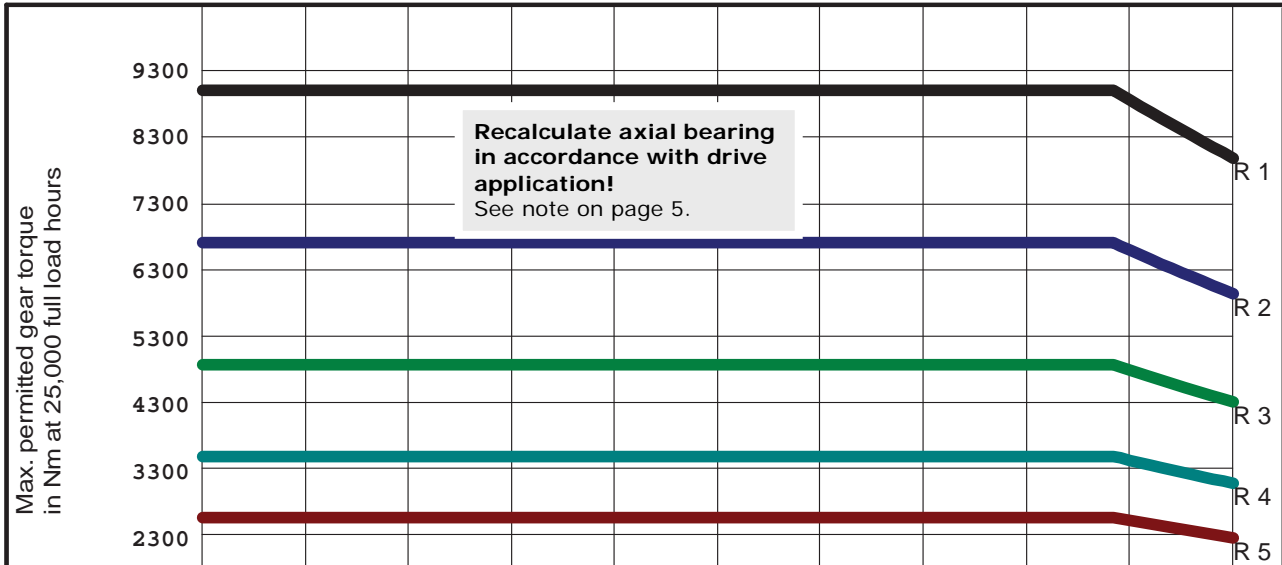 Max. permitted gear torque
in Nm at 25,000 full load hours
9300
8300
7300
6300
5300
4300
3300
2300
Recalculate axial bearing
in accordance with drive
application!
See note on page 5.
R 1
R 2
R 3
R 4
R 5